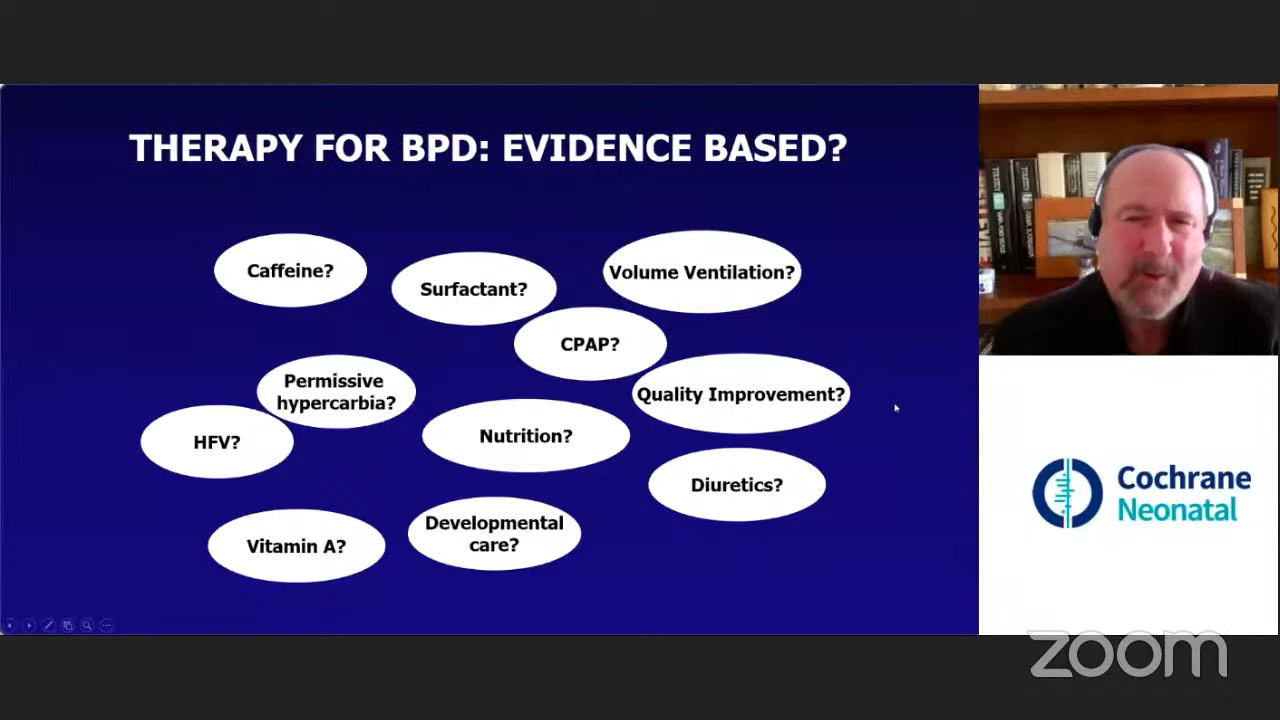 THERAPY FOR BPD: EVIDENCE BASED?
Caffeine?
Surfactant?
Volume Ventilation?
CPAP?
Permissive
hypercarbia?
Quality Improvement?
HFV?
Nutrition?
Diuretics?
Vitamin A?
Developmental
care?
Cochrane
Neonatal
zoom